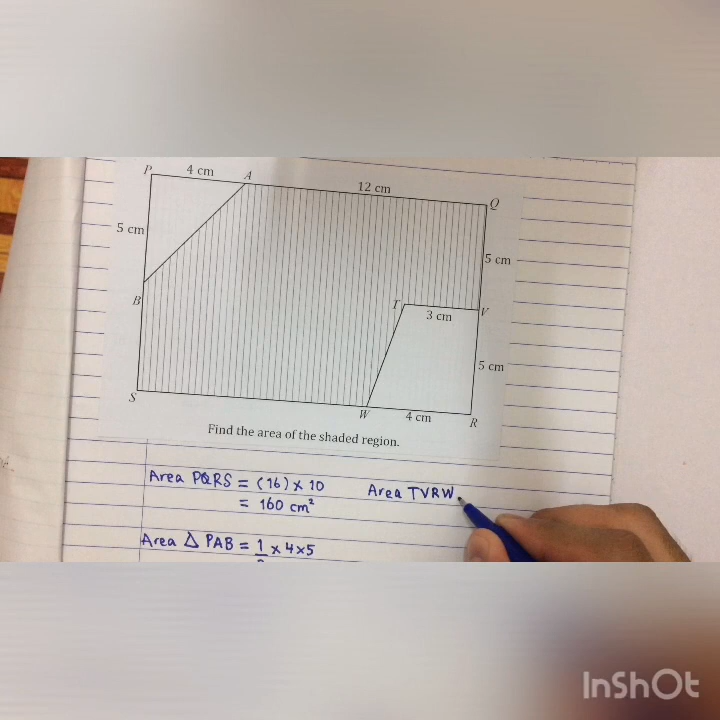 P 4 cm A 12 cm Q
5 cm 5 cm
B T 3 cm V
5 cm
S W 4 cm R
Find the area of the shaded region.
Area PQRS = (16) x 10
= 160 cm²
Area TVRW
Area Δ PAB = 1 x 4x5
InShOt